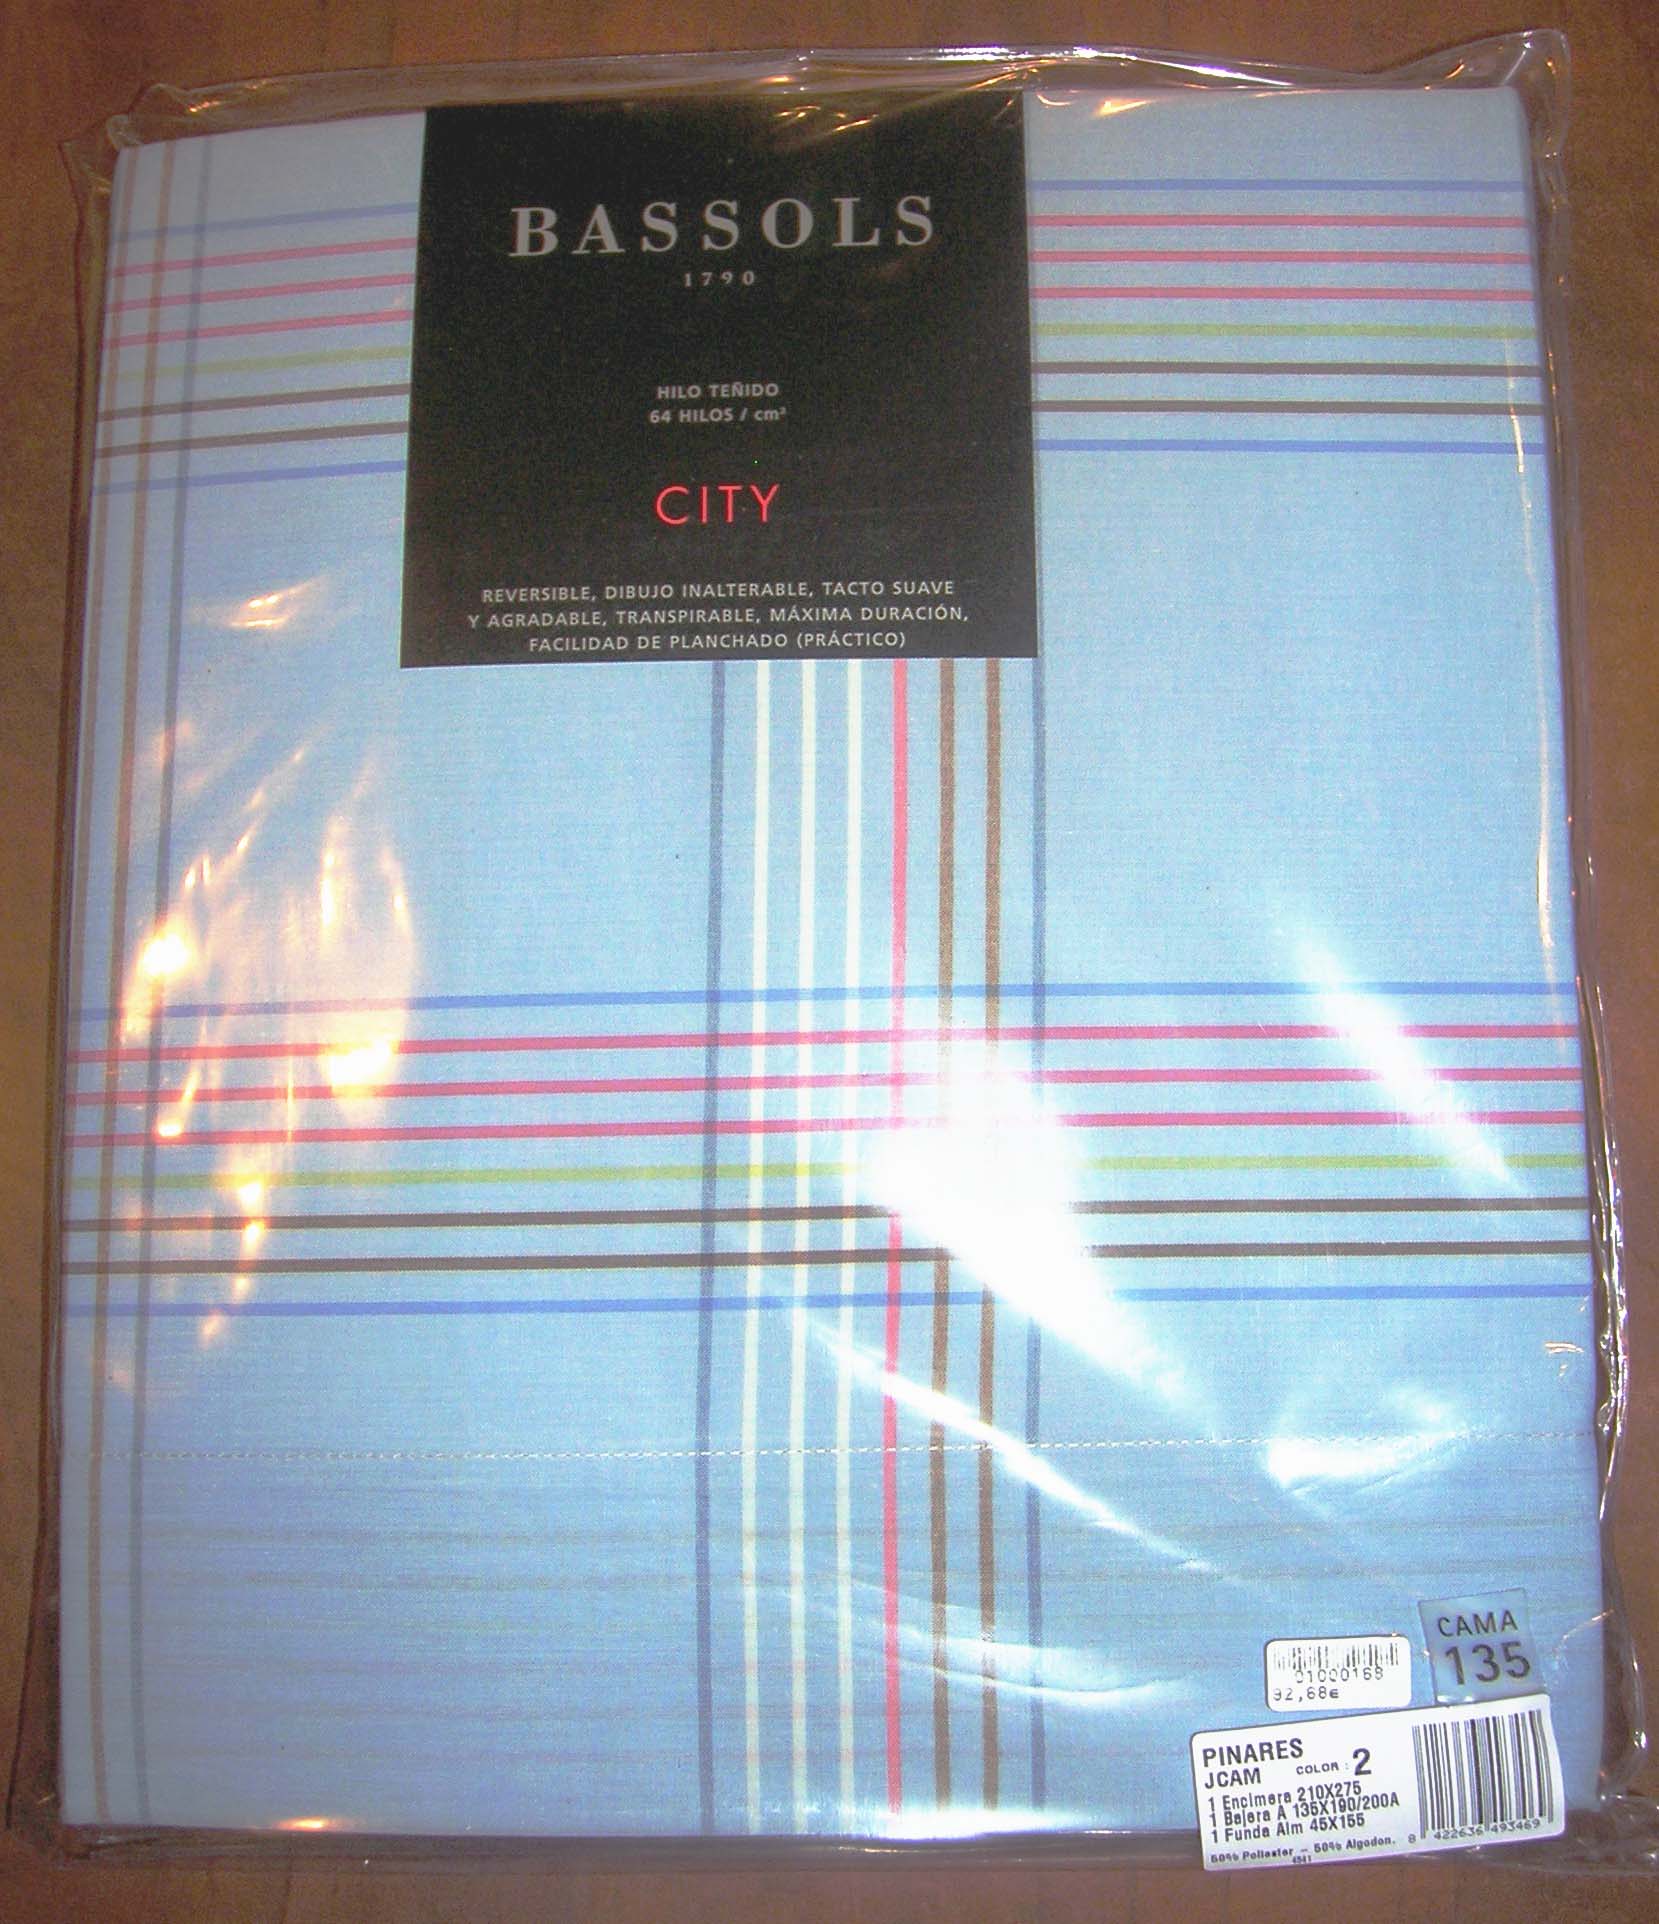 BASSOLS
1790
HILO TEÑIDO
64 HILOS / cm²
CITY
REVERSIBLE, DIBUJO INALTERABLE, TACTO SUAVE
Y AGRADABLE, TRANSPIRABLE, MÁXIMA DURACIÓN,
FACILIDAD DE PLANCHADO (PRÁCTICO)
CAMA
135
01000168
92,68€
PINARES
JCAM COLOR : 2
1 Encimera 210X275
1 Bajera A 135X190/200A
1 Funda Alm 45X155
50% Poliester - 50% Algodon.
4541
8 422636 493469